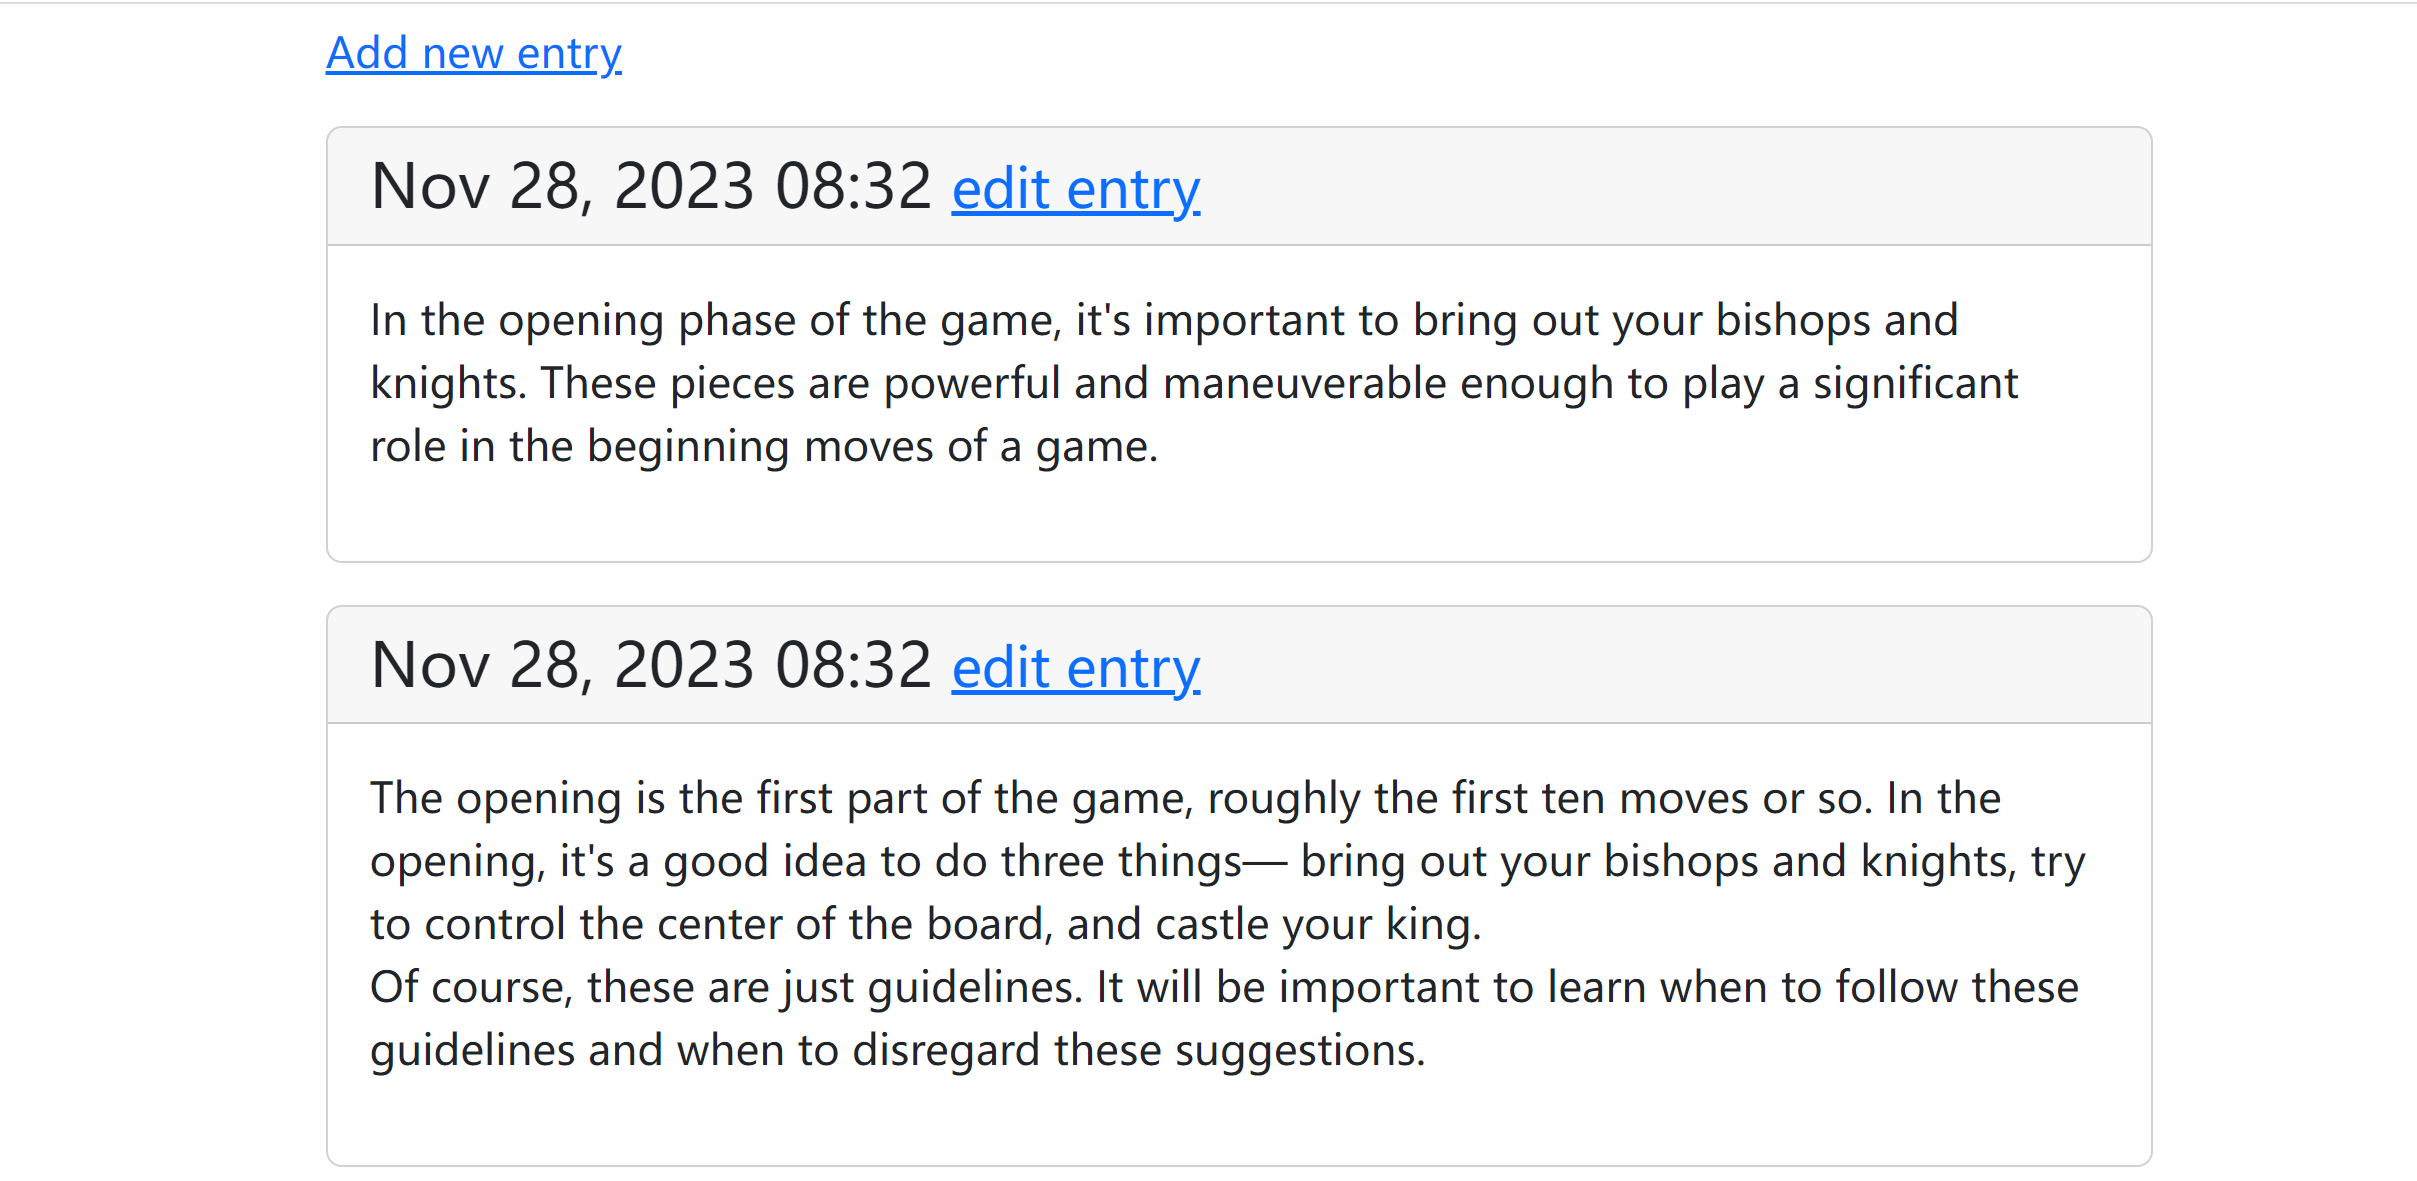 Add new entry
Nov 28, 2023 08:32 edit entry
In the opening phase of the game, it's important to bring out your bishops and
knights. These pieces are powerful and maneuverable enough to play a significant
role in the beginning moves of a game.
Nov 28, 2023 08:32 edit entry
The opening is the first part of the game, roughly the first ten moves or so. In the
opening, it's a good idea to do three things— bring out your bishops and knights, try
to control the center of the board, and castle your king.
Of course, these are just guidelines. It will be important to learn when to follow these
guidelines and when to disregard these suggestions.